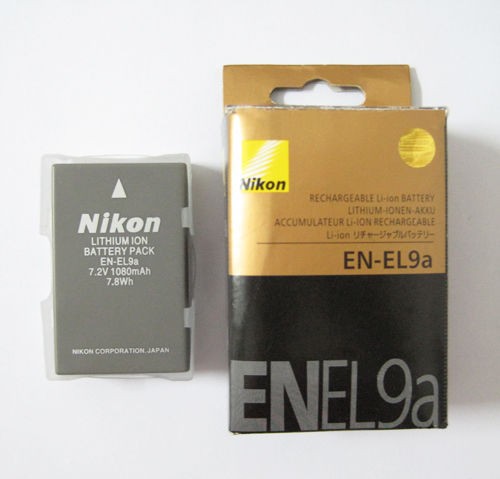 Nikon
LITHIUM ION
BATTERY PACK
EN-EL9a
7.2V 1080mAh
7.8Wh
NIKON CORPORATION. JAPAN
Nikon
RECHARGEABLE Li-ion BATTERY
LITHIUM-IONEN-AKKU
ACCUMULATEUR Li-ION RECHARGEABLE
Li-ion リチャージャブルバッテリー
EN-EL9a
ENEL9a